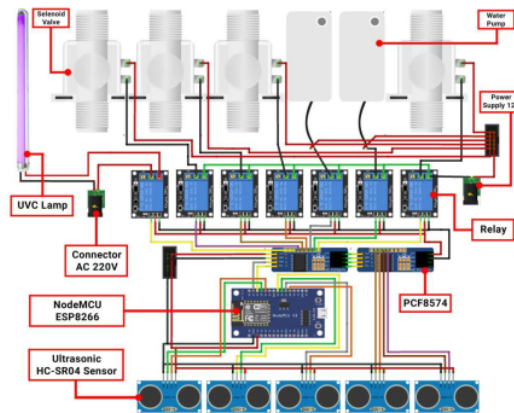 Selenoid
Valve
Water
Pump
Power
Supply 12
UVC Lamp
Connector
AC 220V
Relay
PCF8574
NodeMCU
ESP8266
Ultrasonic
HC-SR04 Sensor